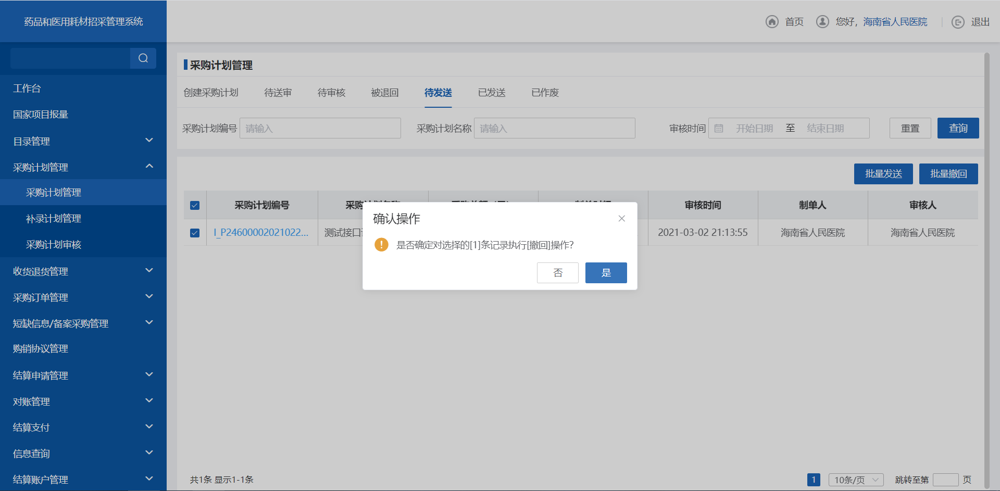 药品和医用耗材招采管理系统
首页
您好，海南省人民医院
退出
工作台
国家项目报量
目录管理
采购计划管理
采购计划管理
补录计划管理
采购计划审核
收货退货管理
采购订单管理
短缺信息/备案采购管理
购销协议管理
结算申请管理
对账管理
结算支付
信息查询
结算账户管理
采购计划管理
创建采购计划 待送审 待审核 被退回 待发送 已发送 已作废
采购计划编号 请输入 采购计划名称 请输入 审核时间 开始日期 至 结束日期 重置 查询
批量发送 批量撤回
采购计划编号 审核时间 制单人 审核人
I_P24600002021022... 测试接口 2021-03-02 21:13:55 海南省人民医院 海南省人民医院
确认操作
是否确定对选择的[1]条记录执行[撤回]操作?
否 是
共1条 显示1-1条
1 10条/页 跳转至第 页